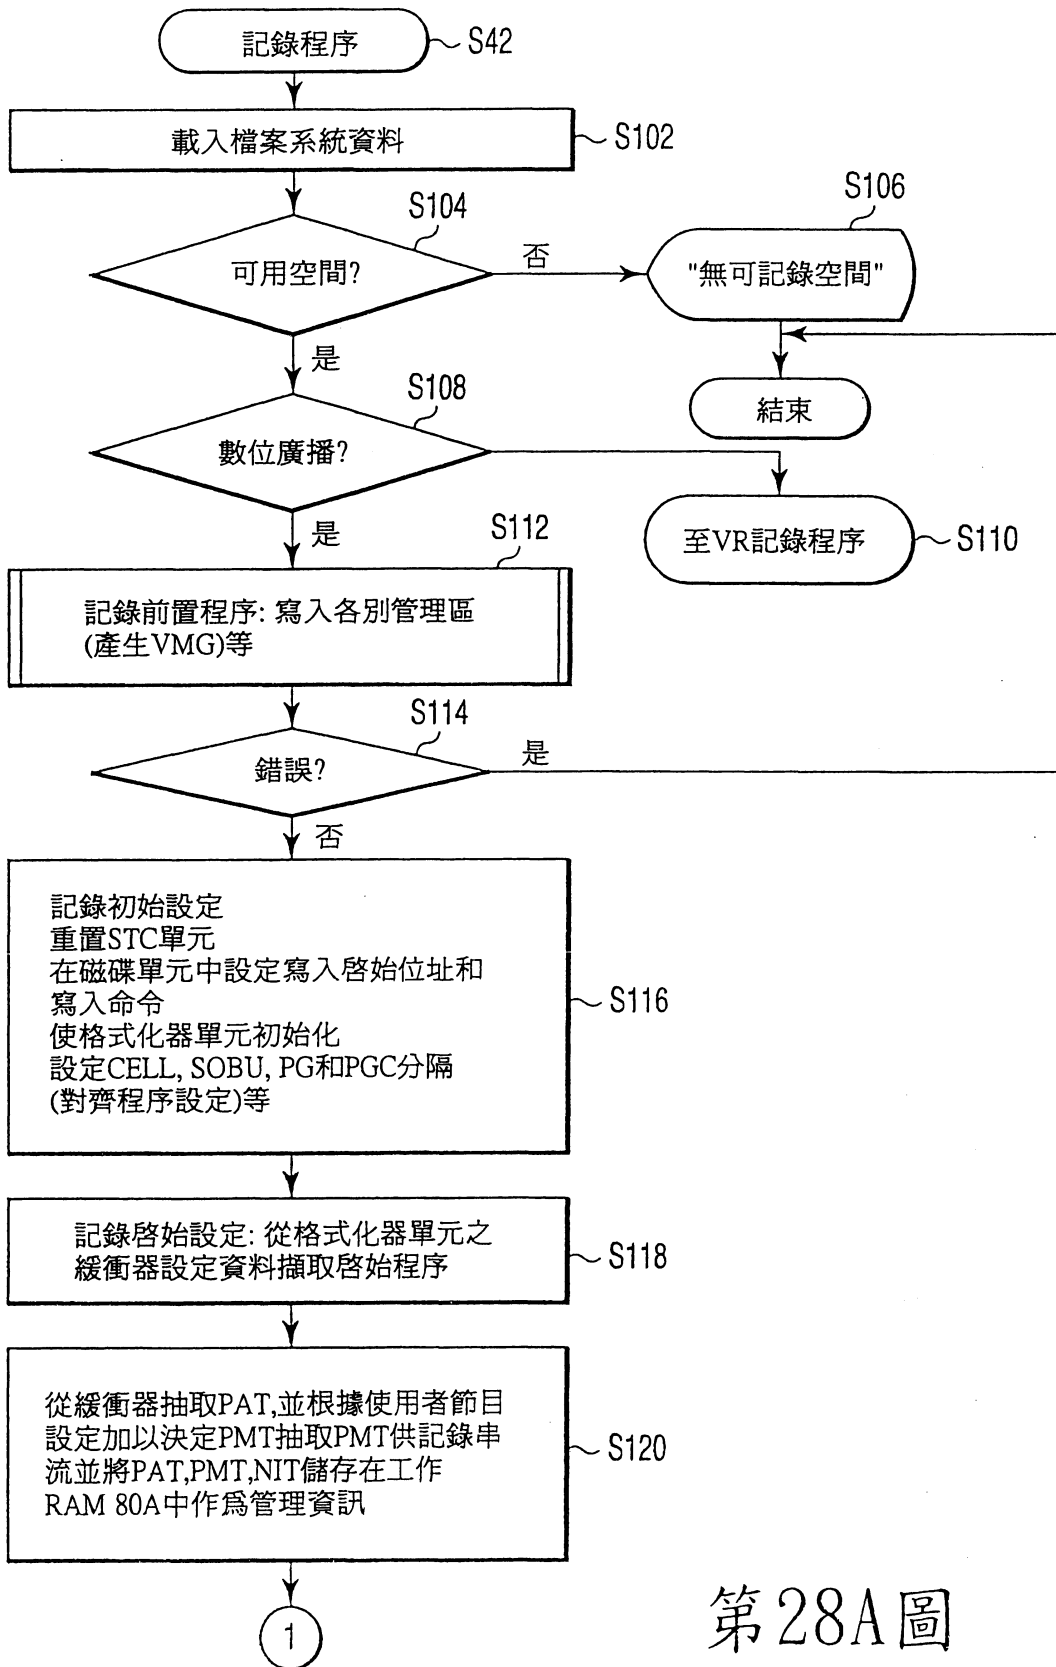 記錄程序
S42
載入檔案系統資料
S102
S104
可用空間?
否
S106
"無可記錄空間"
是
結束
S108
數位廣播?
是
至VR記錄程序
S110
S112
記錄前置程序: 寫入各別管理區
(產生VMG)等
S114
錯誤?
是
否
記錄初始設定
重置STC單元
在磁碟單元中設定寫入啓始位址和
寫入命令
使格式化器單元初始化
設定CELL, SOBU, PG和PGC分隔
(對齊程序設定)等
S116
記錄啓始設定: 從格式化器單元之
緩衝器設定資料擷取啓始程序
S118
從緩衝器抽取PAT,並根據使用者節目
設定加以決定PMT抽取PMT供記錄串
流並將PAT,PMT,NIT儲存在工作
RAM 80A中作爲管理資訊
S120
1
第28A圖